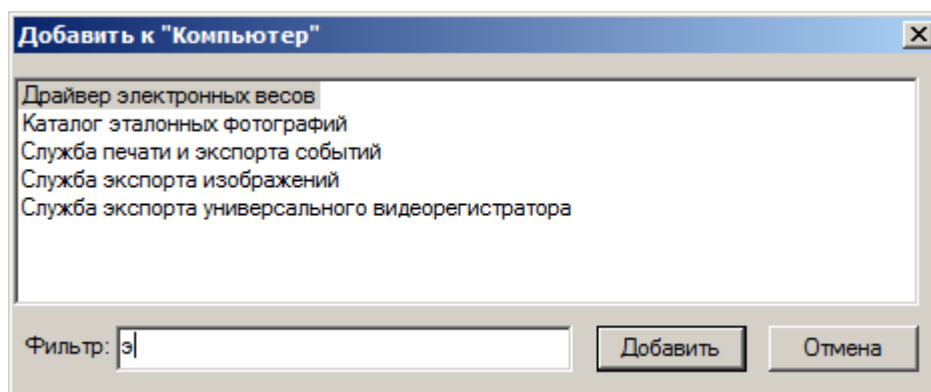 Добавить к "Компьютер"
Драйвер электронных весов
Каталог эталонных фотографий
Служба печати и экспорта событий
Служба экспорта изображений
Служба экспорта универсального видеорегистратора
Фильтр: э Добавить Отмена